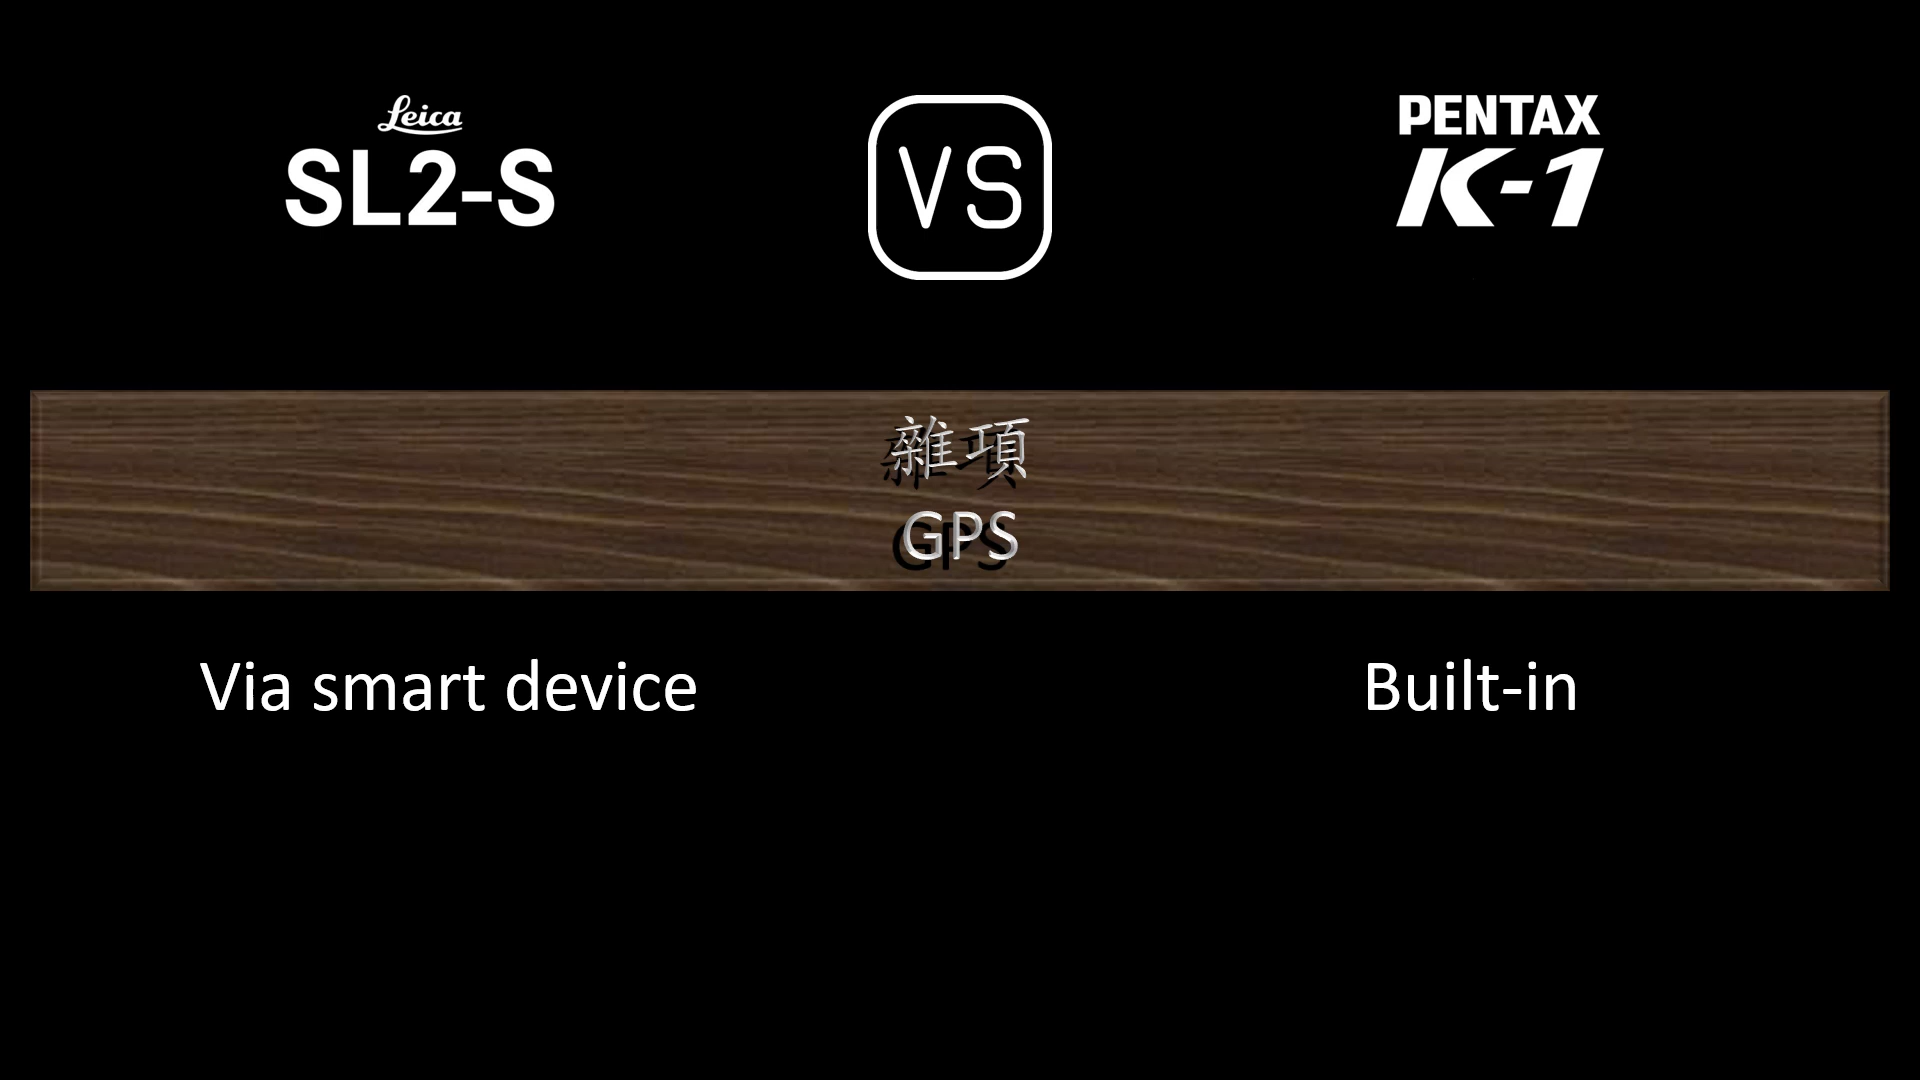 Leica
SL2-S
VS
PENTAX
K-1
雜項
GPS
Via smart device
Built-in